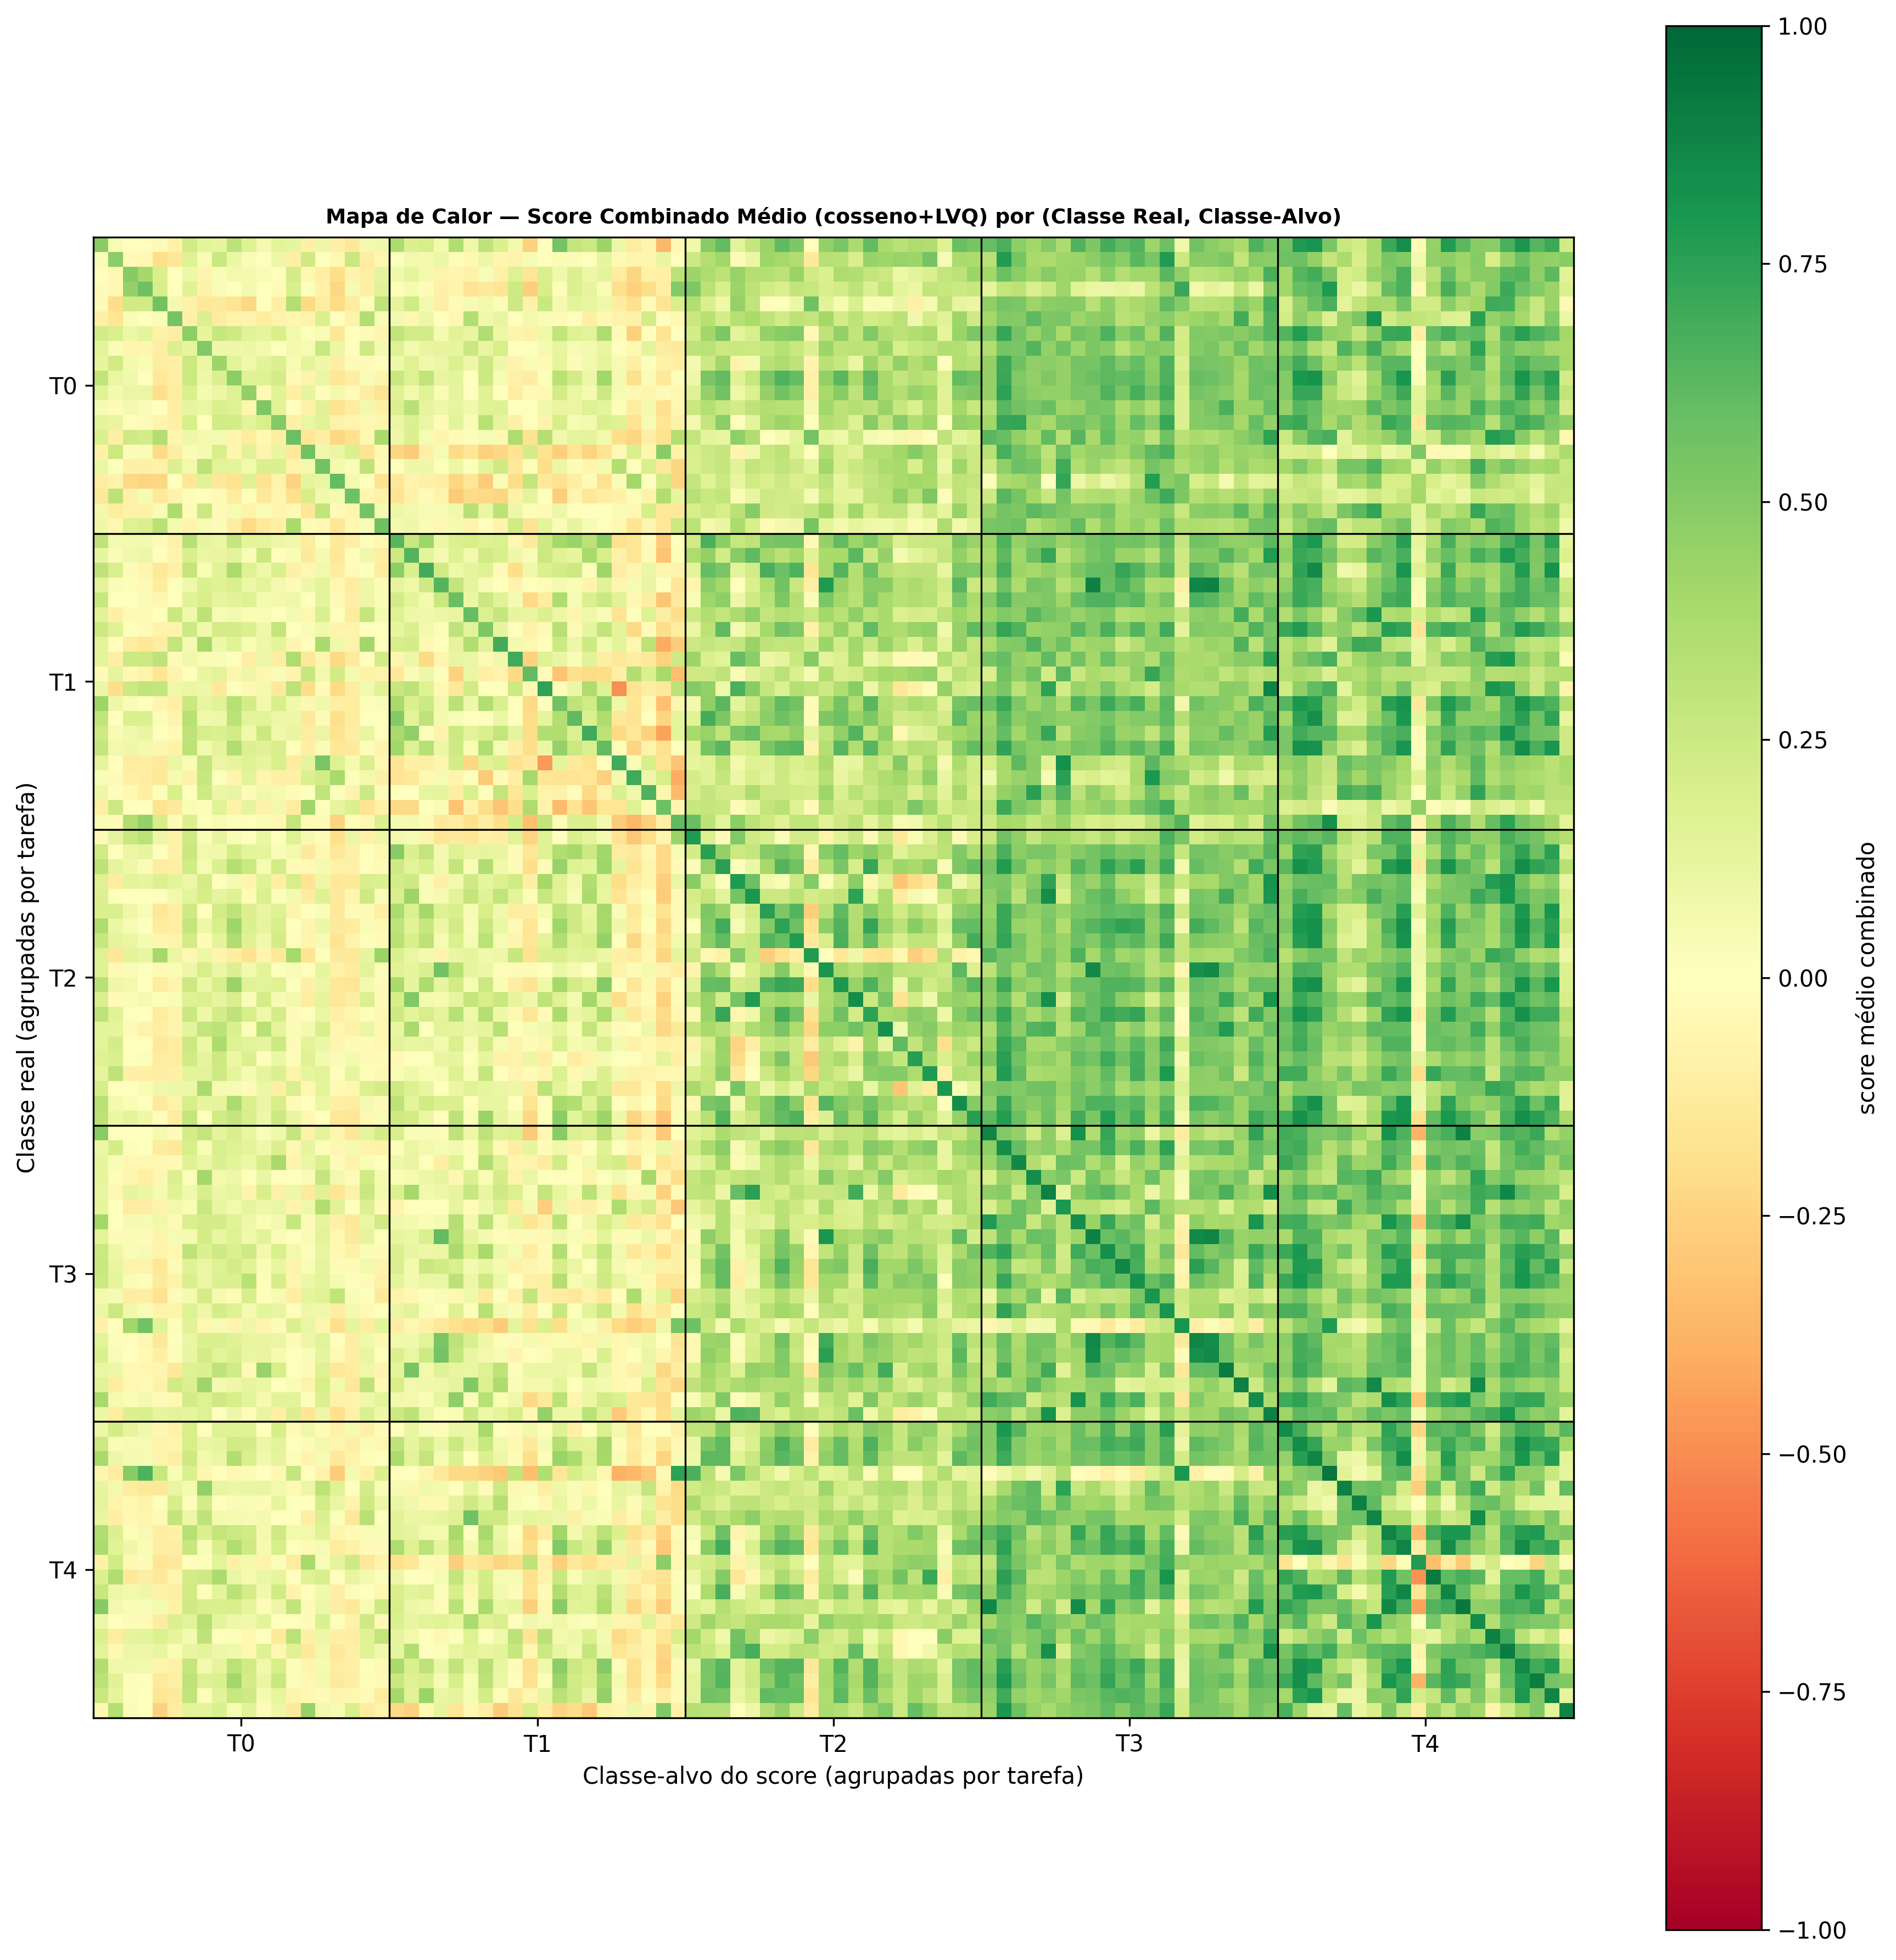 Mapa de Calor — Score Combinado Médio (cosseno+LVQ) por (Classe Real, Classe-Alvo)
Classe real (agrupadas por tarefa)
T0
T1
T2
T3
T4
T0 T1 T2 T3 T4
Classe-alvo do score (agrupadas por tarefa)
1.00
0.75
0.50
0.25
0.00
−0.25
−0.50
−0.75
−1.00
score médio combinado